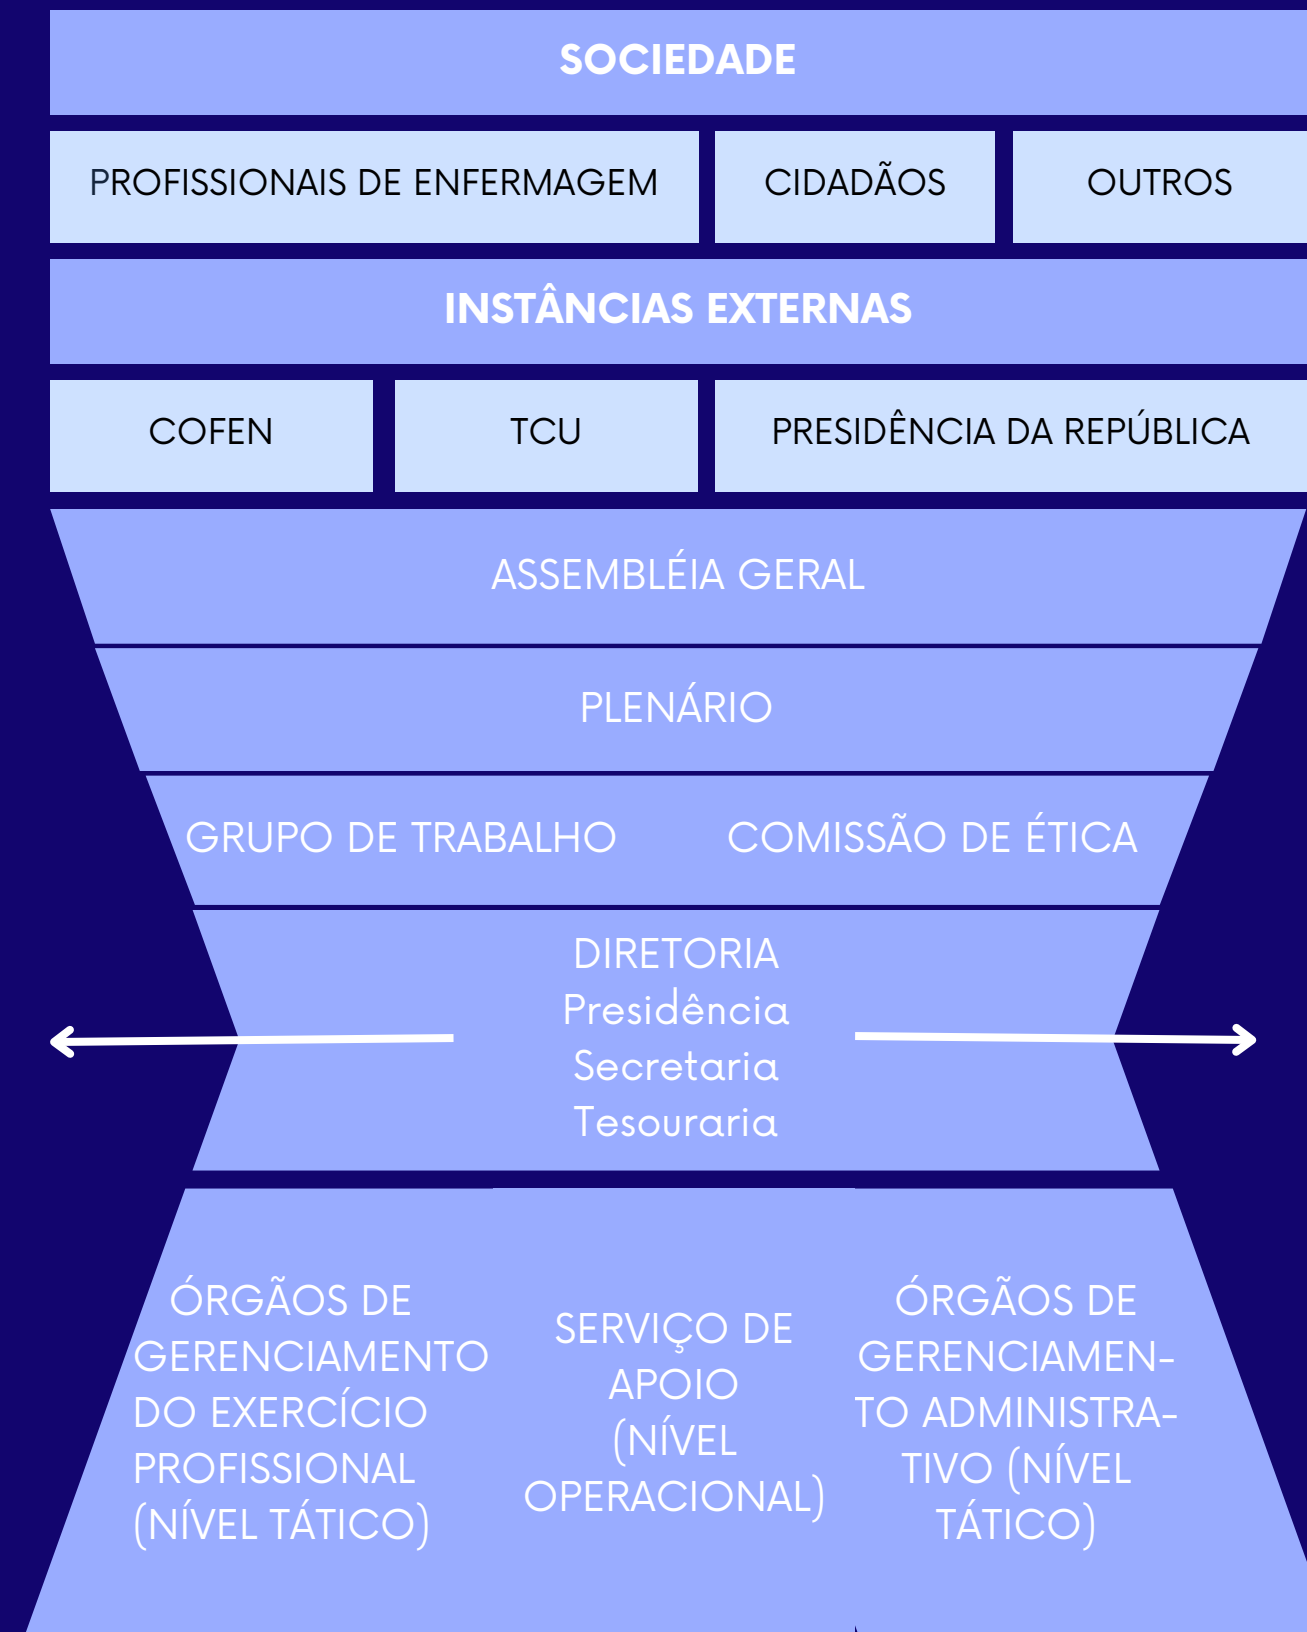 SOCIEDADE
PROFISSIONAIS DE ENFERMAGEM
CIDADÃOS
OUTROS
INSTÂNCIAS EXTERNAS
COFEN
TCU
PRESIDÊNCIA DA REPÚBLICA
ASSEMBLÉIA GERAL
PLENÁRIO
GRUPO DE TRABALHO
COMISSÃO DE ÉTICA
DIRETORIA
Presidência
Secretaria
Tesouraria
ÓRGÃOS DE
GERENCIAMENTO
DO EXERCÍCIO
PROFISSIONAL
(NÍVEL TÁTICO)
SERVIÇO DE
APOIO
(NÍVEL
OPERACIONAL)
ÓRGÃOS DE
GERENCIAMEN-
TO ADMINISTRA-
TIVO (NÍVEL
TÁTICO)